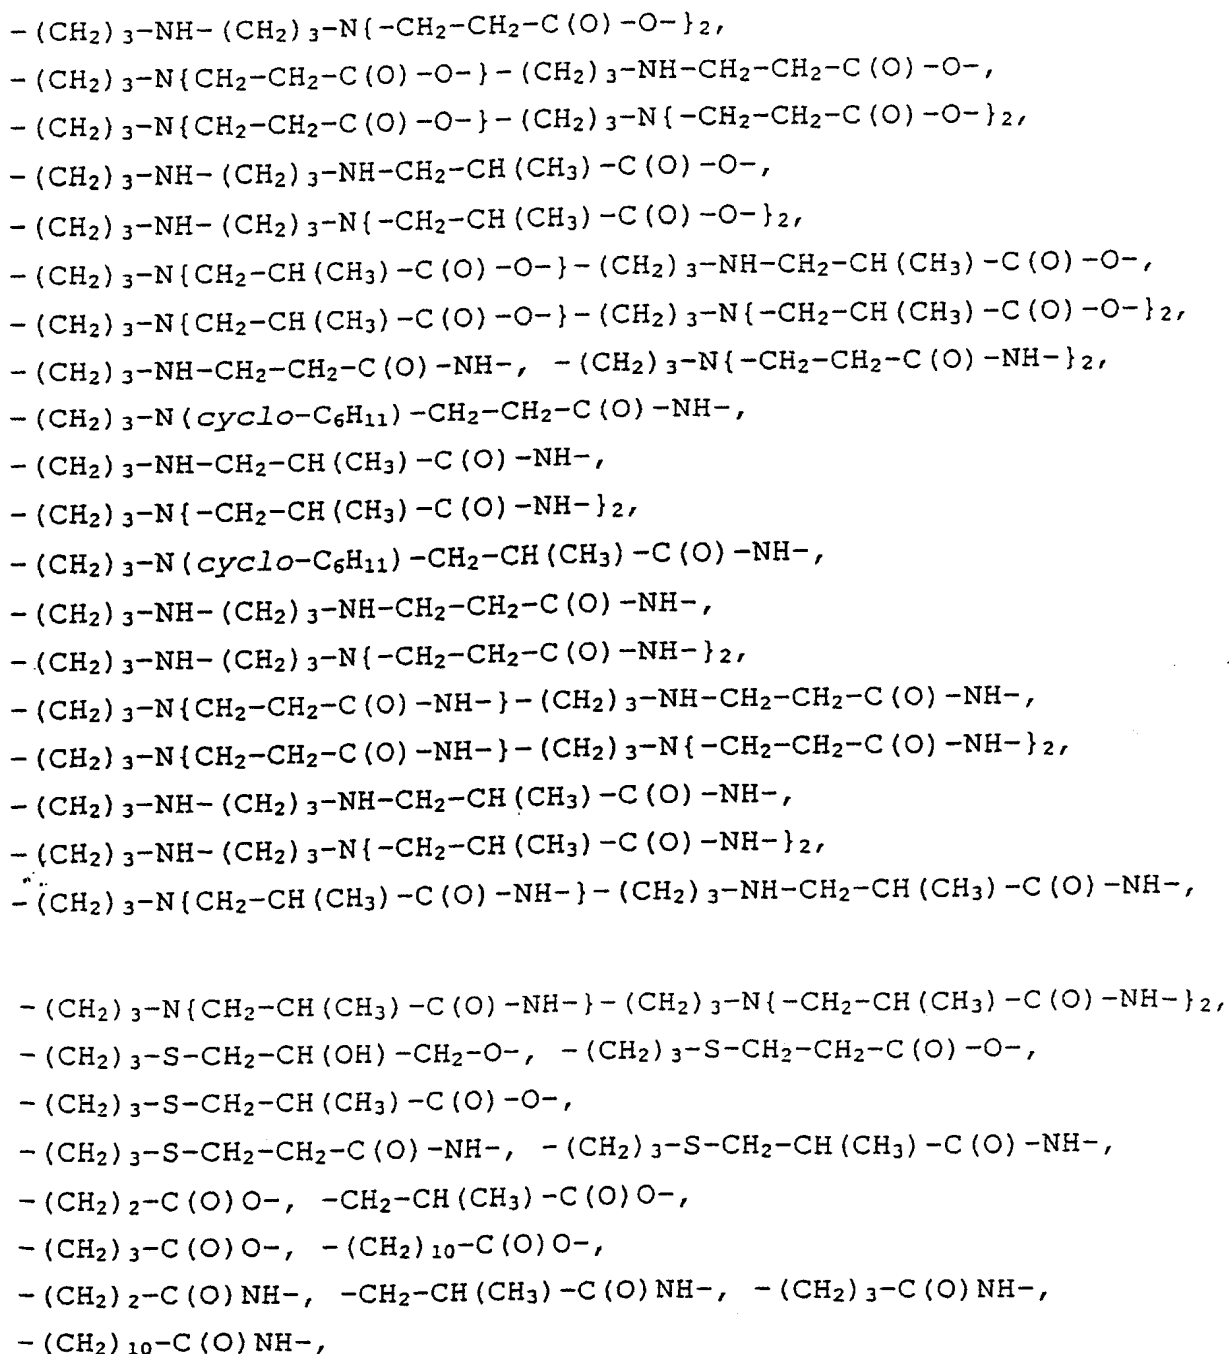 -(CH₂)₃-NH-(CH₂)₃-N{-CH₂-CH₂-C(O)-O-}₂,
-(CH₂)₃-N{CH₂-CH₂-C(O)-O-}-(CH₂)₃-NH-CH₂-CH₂-C(O)-O-,
-(CH₂)₃-N{CH₂-CH₂-C(O)-O-}-(CH₂)₃-N{-CH₂-CH₂-C(O)-O-}₂,
-(CH₂)₃-NH-(CH₂)₃-NH-CH₂-CH(CH₃)-C(O)-O-,
-(CH₂)₃-NH-(CH₂)₃-N{-CH₂-CH(CH₃)-C(O)-O-}₂,
-(CH₂)₃-N{CH₂-CH(CH₃)-C(O)-O-}-(CH₂)₃-NH-CH₂-CH(CH₃)-C(O)-O-,
-(CH₂)₃-N{CH₂-CH(CH₃)-C(O)-O-}-(CH₂)₃-N{-CH₂-CH(CH₃)-C(O)-O-}₂,
-(CH₂)₃-NH-CH₂-CH₂-C(O)-NH-, -(CH₂)₃-N{-CH₂-CH₂-C(O)-NH-}₂,
-(CH₂)₃-N(cyclo-C₆H₁₁)-CH₂-CH₂-C(O)-NH-,
-(CH₂)₃-NH-CH₂-CH(CH₃)-C(O)-NH-,
-(CH₂)₃-N{-CH₂-CH(CH₃)-C(O)-NH-}₂,
-(CH₂)₃-N(cyclo-C₆H₁₁)-CH₂-CH(CH₃)-C(O)-NH-,
-(CH₂)₃-NH-(CH₂)₃-NH-CH₂-CH₂-C(O)-NH-,
-(CH₂)₃-NH-(CH₂)₃-N{-CH₂-CH₂-C(O)-NH-}₂,
-(CH₂)₃-N{CH₂-CH₂-C(O)-NH-}-(CH₂)₃-NH-CH₂-CH₂-C(O)-NH-,
-(CH₂)₃-N{CH₂-CH₂-C(O)-NH-}-(CH₂)₃-N{-CH₂-CH₂-C(O)-NH-}₂,
-(CH₂)₃-NH-(CH₂)₃-NH-CH₂-CH(CH₃)-C(O)-NH-,
-(CH₂)₃-NH-(CH₂)₃-N{-CH₂-CH(CH₃)-C(O)-NH-}₂,
-(CH₂)₃-N{CH₂-CH(CH₃)-C(O)-NH-}-(CH₂)₃-NH-CH₂-CH(CH₃)-C(O)-NH-,
-(CH₂)₃-N{CH₂-CH(CH₃)-C(O)-NH-}-(CH₂)₃-N{-CH₂-CH(CH₃)-C(O)-NH-}₂,
-(CH₂)₃-S-CH₂-CH(OH)-CH₂-O-, -(CH₂)₃-S-CH₂-CH₂-C(O)-O-,
-(CH₂)₃-S-CH₂-CH(CH₃)-C(O)-O-,
-(CH₂)₃-S-CH₂-CH₂-C(O)-NH-, -(CH₂)₃-S-CH₂-CH(CH₃)-C(O)-NH-,
-(CH₂)₂-C(O)O-, -CH₂-CH(CH₃)-C(O)O-,
-(CH₂)₃-C(O)O-, -(CH₂)₁₀-C(O)O-,
-(CH₂)₂-C(O)NH-, -CH₂-CH(CH₃)-C(O)NH-, -(CH₂)₃-C(O)NH-,
-(CH₂)₁₀-C(O)NH-,